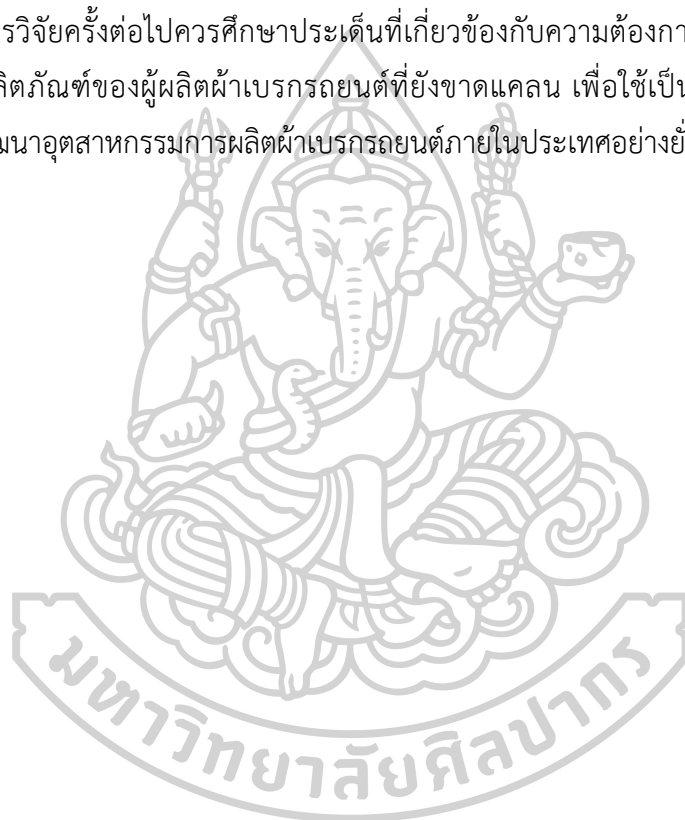 รวิจัยครั้งต่อไปควรศึกษาประเด็นที่เกี่ยวข้องกับความต้องกา
ลิตภัณฑ์ของผู้ผลิตผ้าเบรกรถยนต์ที่ยังขาดแคลน เพื่อใช้เป็น
ฒนาอุตสาหกรรมการผลิตผ้าเบรกรถยนต์ภายในประเทศอย่างยั่
มหาวิทยาลัยศิลปากร